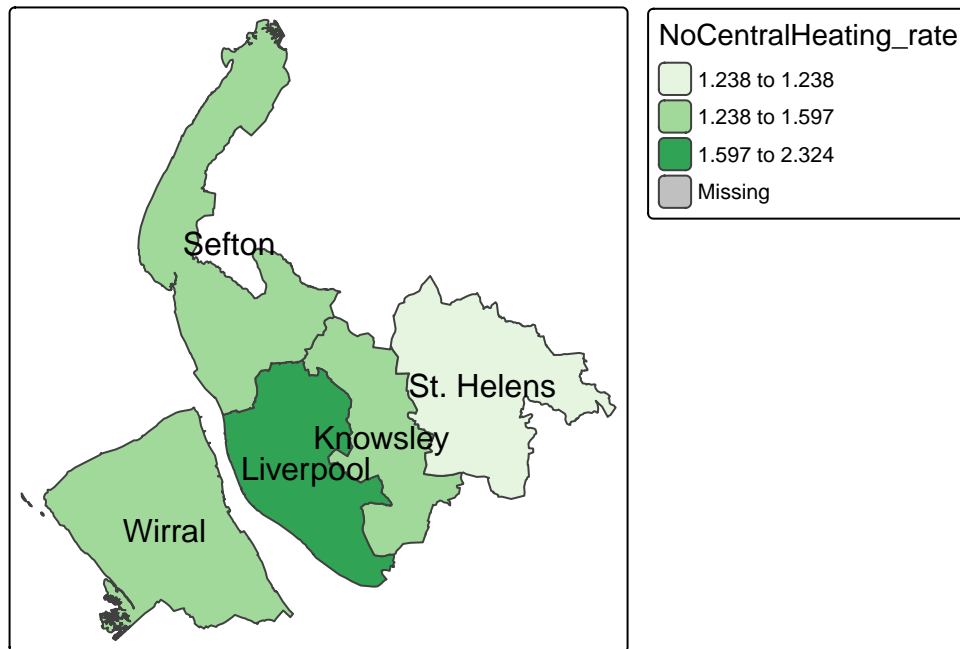 NoCentralHeating_rate
1.238 to 1.238
1.238 to 1.597
1.597 to 2.324
Missing
Sefton
St. Helens
Knowsley
Liverpool
Wirral